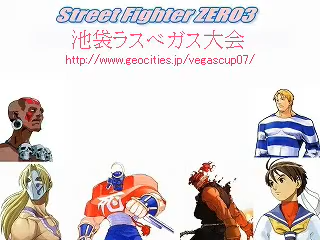 Street Fighter ZERO3
池袋ラスベガス大会
http://www.geocities.jp/vegascup07/